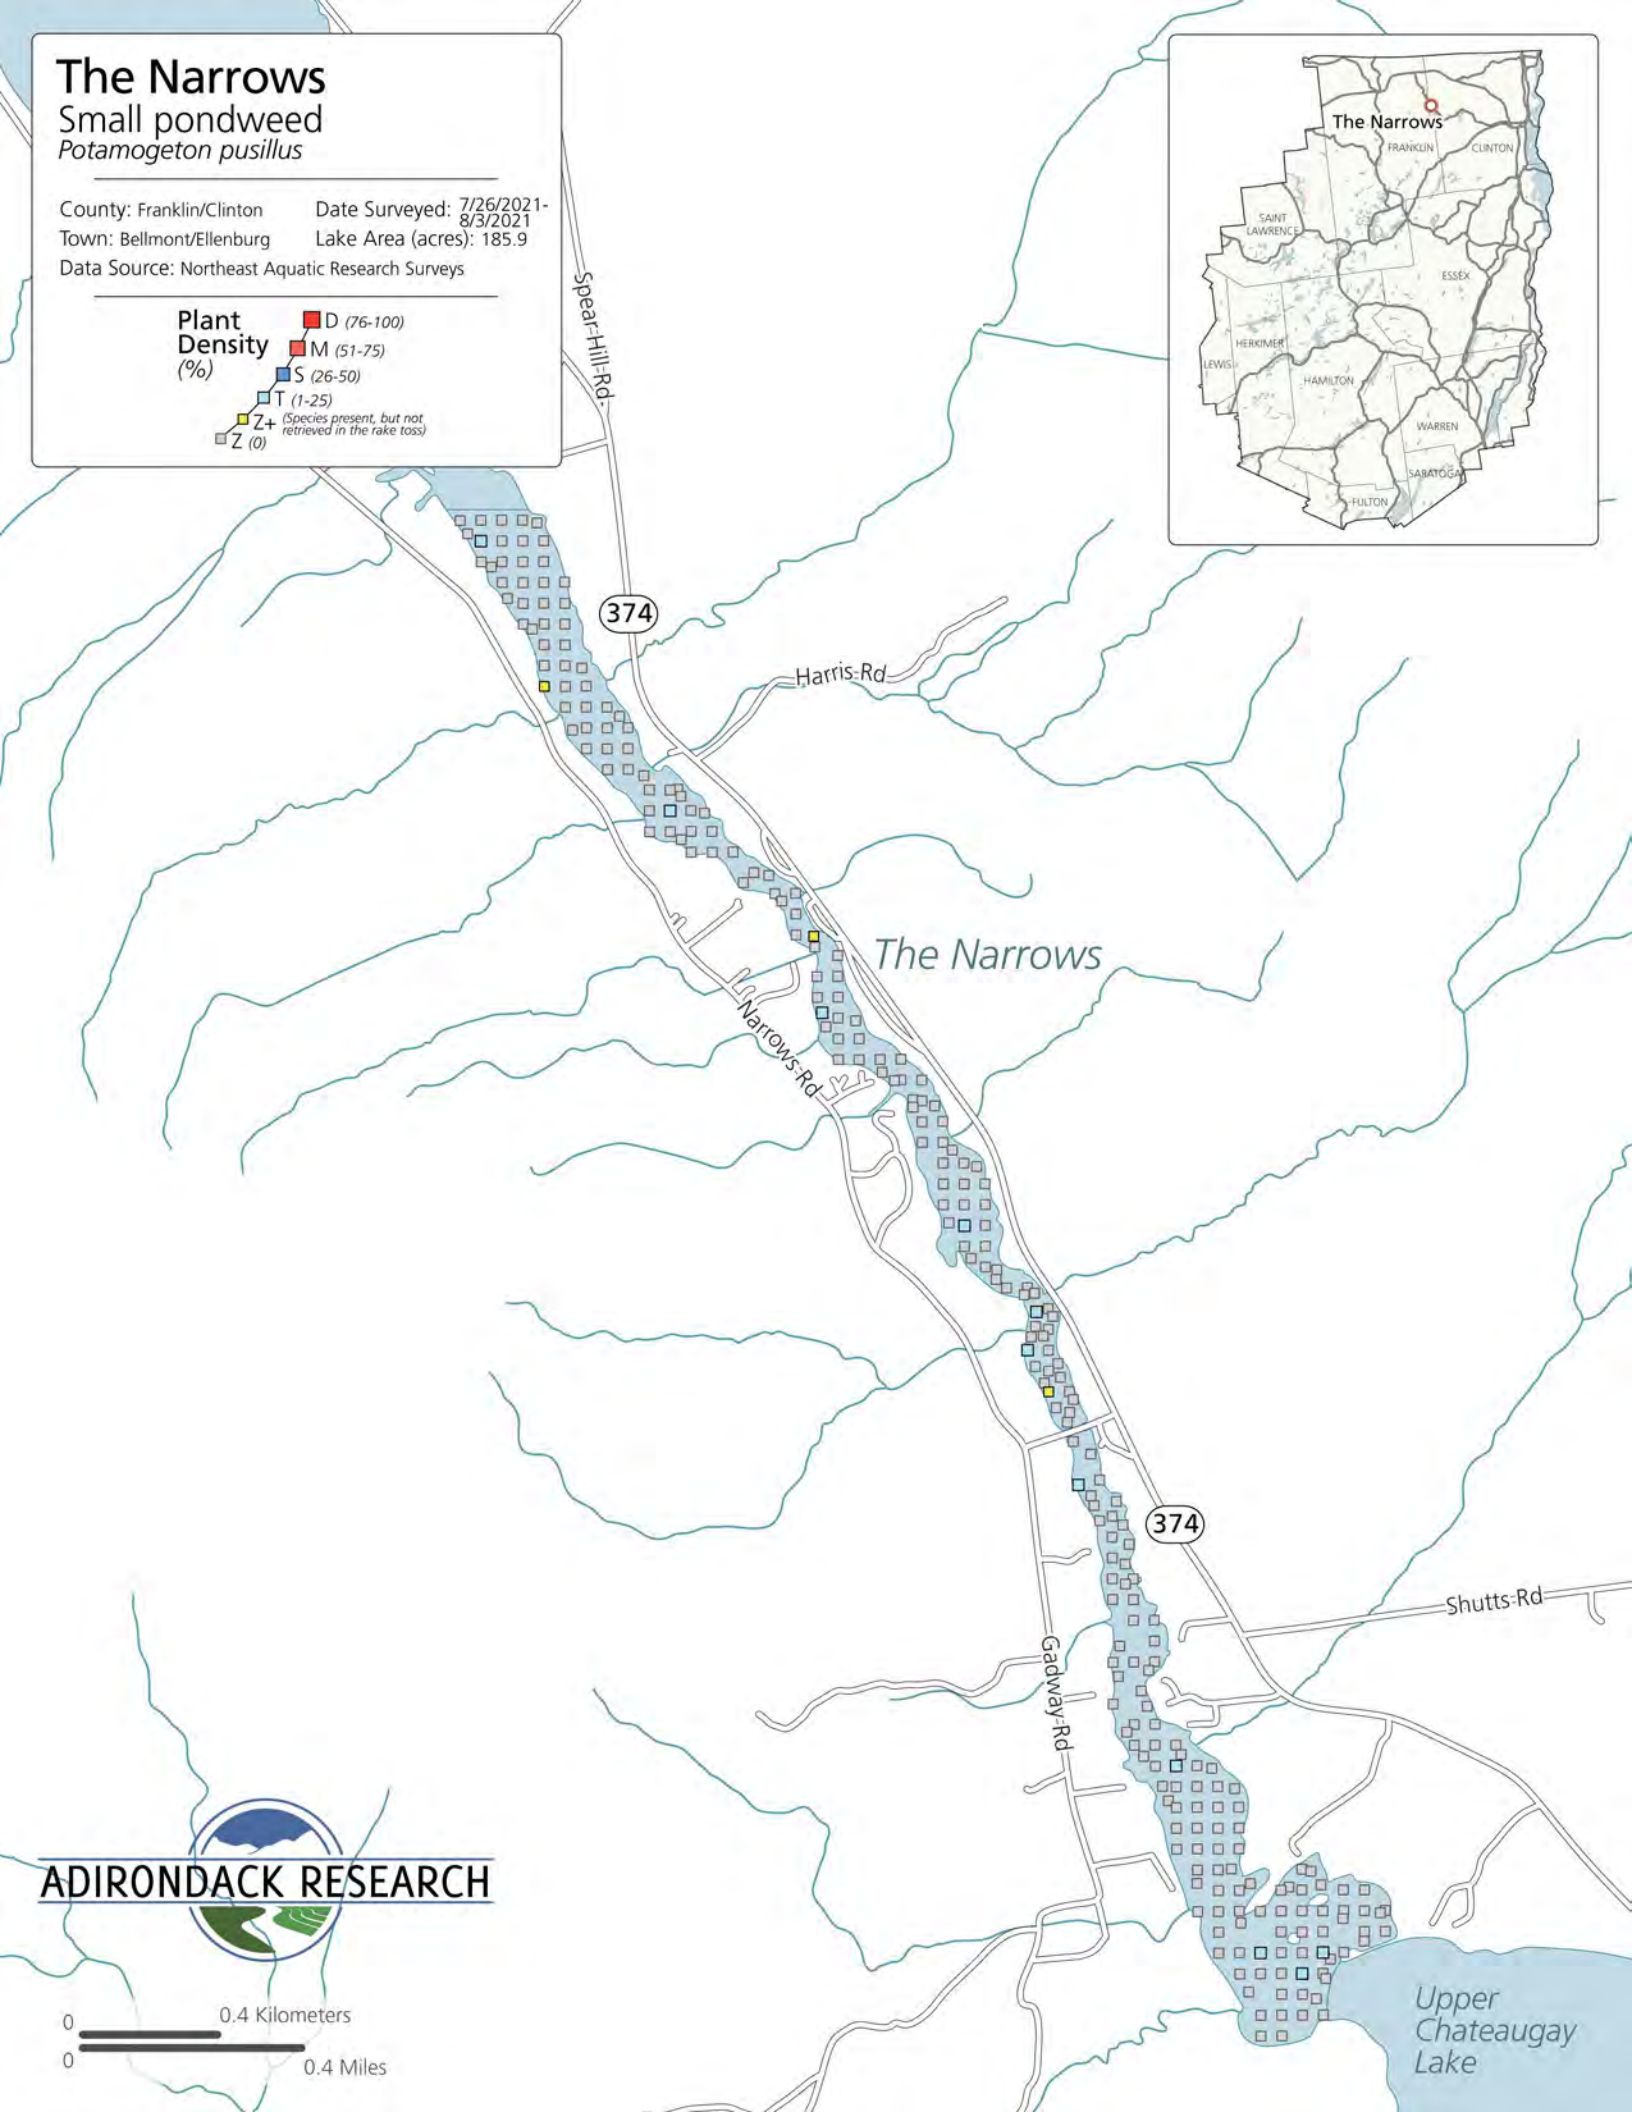 The Narrows
Small pondweed
Potamogeton pusillus
County: Franklin/Clinton
Date Surveyed: 7/26/2021-
8/3/2021
Town: Bellmont/Ellenburg
Lake Area (acres): 185.9
Data Source: Northeast Aquatic Research Surveys
Plant
Density
(%)
D (76-100)
M (51-75)
S (26-50)
T (1-25)
Z+ (Species present, but not
retrieved in the rake toss)
Z (0)
The Narrows
FRANKLIN
CLINTON
SAINT
LAWRENCE
ESSEX
HERKIMER
LEWIS
HAMILTON
WARREN
SARATOGA
FULTON
Spear-Hill-Rd
374
Harris-Rd
The Narrows
Narrows-Rd
374
Shutts-Rd
Gadway-Rd
ADIRONDACK RESEARCH
0
0.4 Kilometers
0
0.4 Miles
Upper
Chateaugay
Lake